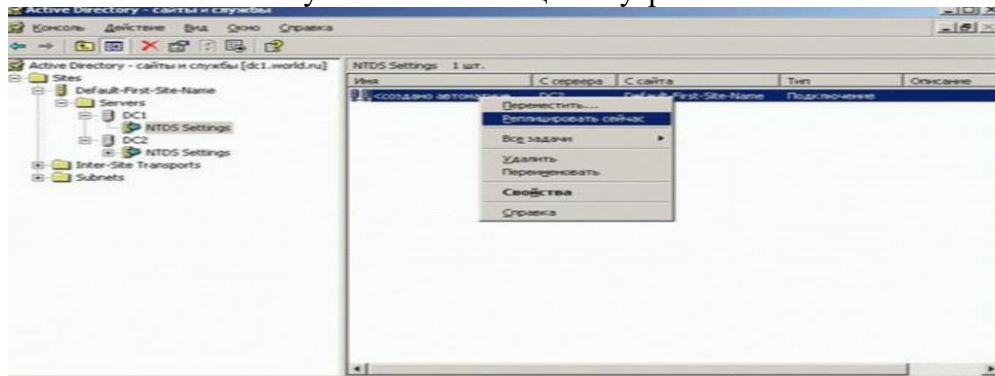 Active Directory - сайты и службы
Консоль Действие Вид Окно Справка
Active Directory - сайты и службы [dc1.world.ru]
Sites
Default-First-Site-Name
Servers
DC1
NTDS Settings
DC2
NTDS Settings
Inter-Site Transports
Subnets
NTDS Settings 1 шт.
Имя С сервера С сайта Тип Описание
<создано автоматиче DC2 Default-First-Site-Name Подключение
Переместить...
Реплицировать сейчас
Все задачи
Удалить
Переименовать
Свойства
Справка